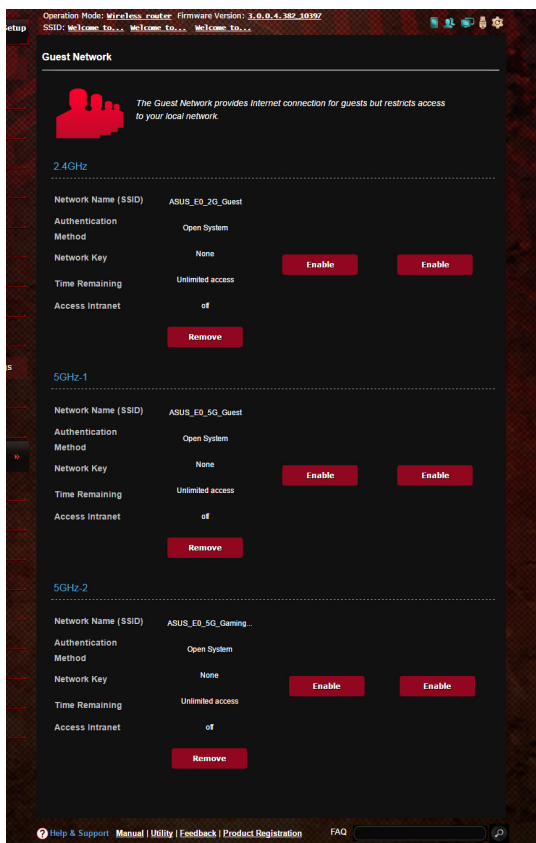 Operation Mode: Wireless router Firmware Version: 3.0.0.4.382_10397
SSID: Welcome to... Welcome to... Welcome to...
Guest Network
The Guest Network provides Internet connection for guests but restricts access
to your local network.
2.4GHz
Network Name (SSID) ASUS_E0_2G_Guest
Authentication
Method Open System
Network Key None
Enable Enable
Time Remaining Unlimited access
Access Intranet off
Remove
5GHz-1
Network Name (SSID) ASUS_E0_5G_Guest
Authentication
Method Open System
Network Key None
Enable Enable
Time Remaining Unlimited access
Access Intranet off
Remove
5GHz-2
Network Name (SSID) ASUS_E0_5G_Gaming...
Authentication
Method Open System
Network Key None
Enable Enable
Time Remaining Unlimited access
Access Intranet off
Remove
? Help & Support Manual | Utility | Feedback | Product Registration FAQ